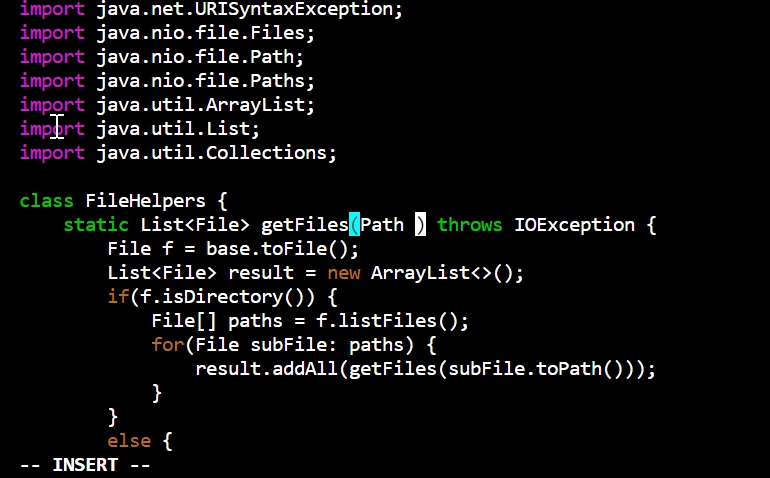 import java.net.URISyntaxException;
import java.nio.file.Files;
import java.nio.file.Path;
import java.nio.file.Paths;
import java.util.ArrayList;
import java.util.List;
import java.util.Collections;

class FileHelpers {
    static List<File> getFiles(Path ) throws IOException {
        File f = base.toFile();
        List<File> result = new ArrayList<>();
        if(f.isDirectory()) {
            File[] paths = f.listFiles();
            for(File subFile: paths) {
                result.addAll(getFiles(subFile.toPath()));
            }
        }
        else {
-- INSERT --